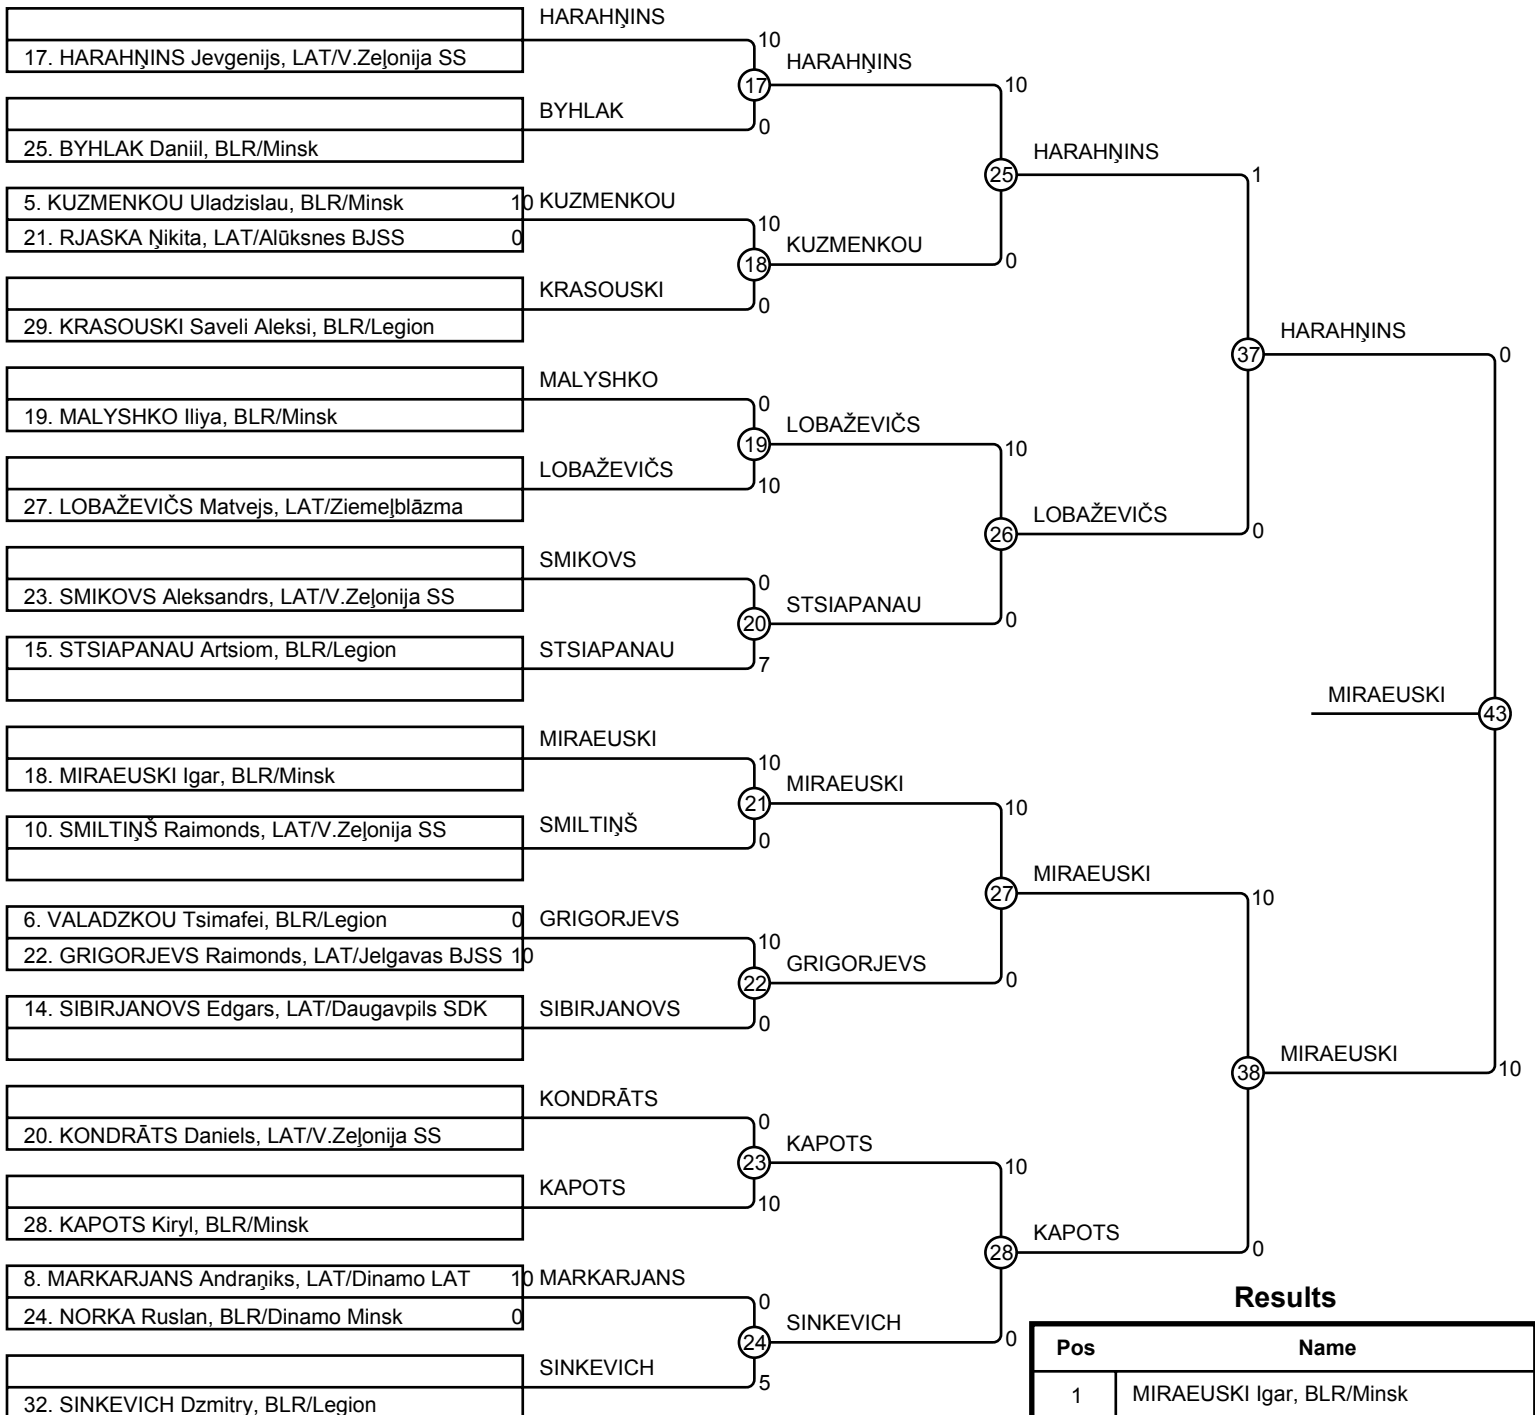 HARAHŅINS
10
17. HARAHŅINS Jevgenijs, LAT/V.Zeļonija SS
HARAHŅINS
17
10
BYHLAK
0
25. BYHLAK Daniil, BLR/Minsk
HARAHŅINS
25
1
5. KUZMENKOU Uladzislau, BLR/Minsk 10 KUZMENKOU
10
21. RJASKA Ņikita, LAT/Alūksnes BJSS 0
KUZMENKOU
18
0
KRASOUSKI
0
29. KRASOUSKI Saveli Aleksi, BLR/Legion
HARAHŅINS
37
0
MALYSHKO
0
19. MALYSHKO Iliya, BLR/Minsk
LOBAŽEVIČS
19
10
LOBAŽEVIČS
10
27. LOBAŽEVIČS Matvejs, LAT/Ziemeļblāzma
LOBAŽEVIČS
26
0
SMIKOVS
0
23. SMIKOVS Aleksandrs, LAT/V.Zeļonija SS
STSIAPANAU
20
0
15. STSIAPANAU Artsiom, BLR/Legion
STSIAPANAU
7
MIRAEUSKI
43
MIRAEUSKI
10
18. MIRAEUSKI Igar, BLR/Minsk
MIRAEUSKI
21
10
10. SMILTIŅŠ Raimonds, LAT/V.Zeļonija SS
SMILTIŅŠ
0
MIRAEUSKI
27
10
6. VALADZKOU Tsimafei, BLR/Legion 0 GRIGORJEVS
10
22. GRIGORJEVS Raimonds, LAT/Jelgavas BJSS 10
GRIGORJEVS
22
0
14. SIBIRJANOVS Edgars, LAT/Daugavpils SDK
SIBIRJANOVS
0
MIRAEUSKI
38
10
KONDRĀTS
0
20. KONDRĀTS Daniels, LAT/V.Zeļonija SS
KAPOTS
23
10
KAPOTS
10
28. KAPOTS Kiryl, BLR/Minsk
KAPOTS
28
0
8. MARKARJANS Andraņiks, LAT/Dinamo LAT 10 MARKARJANS
0
24. NORKA Ruslan, BLR/Dinamo Minsk 0
SINKEVICH
24
0
SINKEVICH
5
32. SINKEVICH Dzmitry, BLR/Legion
Results
Pos Name
1 MIRAEUSKI Igar, BLR/Minsk